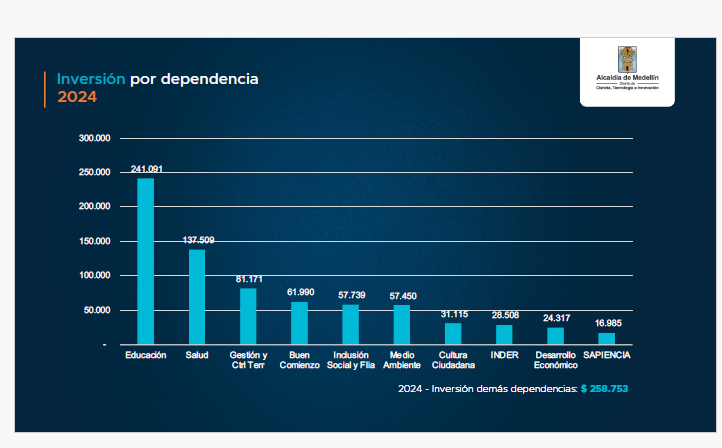 Inversión por dependencia
2024
Alcaldía de Medellín
Distrito de
Ciencia, Tecnología e Innovación
300.000
250.000
200.000
150.000
100.000
50.000
-
241.091
137.509
81.171
61.990
57.739
57.450
31.115
28.508
24.317
16.985
Educación
Salud
Gestión y
Ctrl Terr
Buen
Comienzo
Inclusión
Social y Flia
Medio
Ambiente
Cultura
Ciudadana
INDER
Desarrollo
Económico
SAPIENCIA
2024 - Inversión demás dependencias: $ 258.753